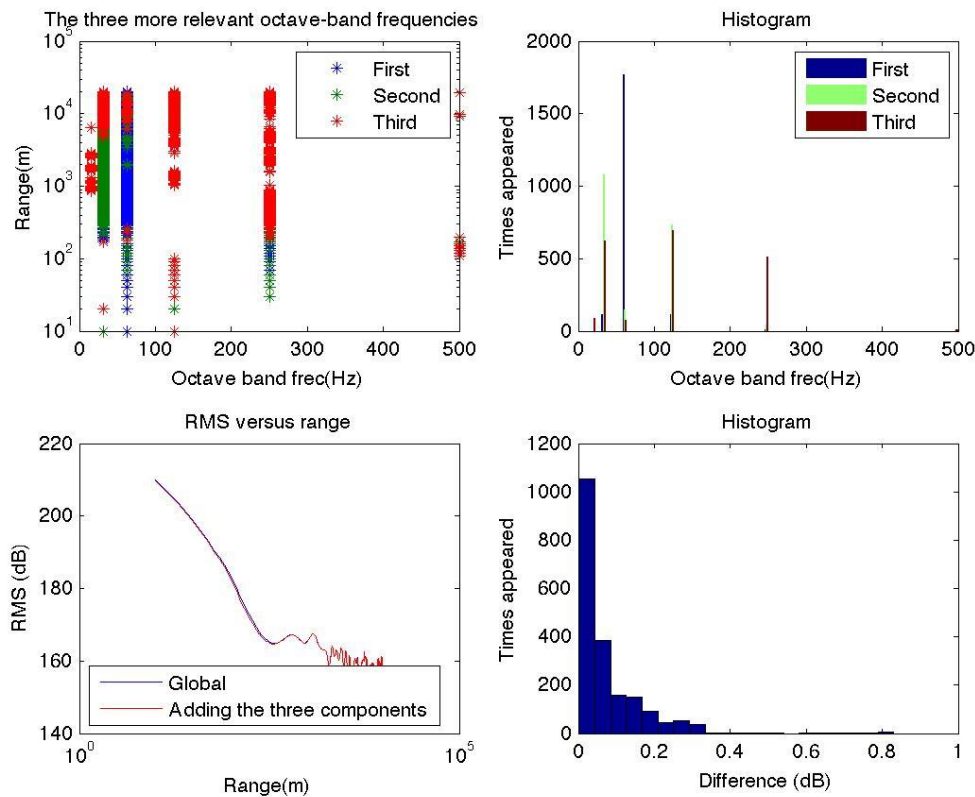 The three more relevant octave-band frequencies
10^5
10^4
10^3
10^2
10^1
Range(m)
First
Second
Third
0 100 200 300 400 500
Octave band frec(Hz)
Histogram
2000
1500
1000
500
0
Times appeared
First
Second
Third
0 100 200 300 400 500
Octave band frec(Hz)
RMS versus range
220
200
180
160
140
RMS (dB)
Global
Adding the three components
10^0 10^5
Range(m)
Histogram
1200
1000
800
600
400
200
0
Times appeared
0 0.2 0.4 0.6 0.8 1
Difference (dB)